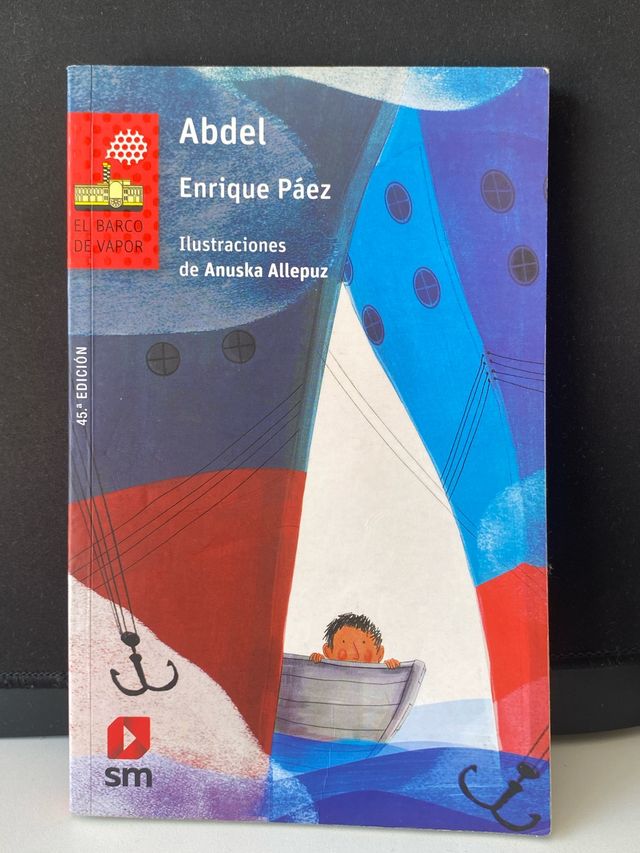 Abdel
Enrique Páez
Ilustraciones
de Anuska Allepuz
EL BARCO
DE VAPOR
45.ª EDICIÓN
sm